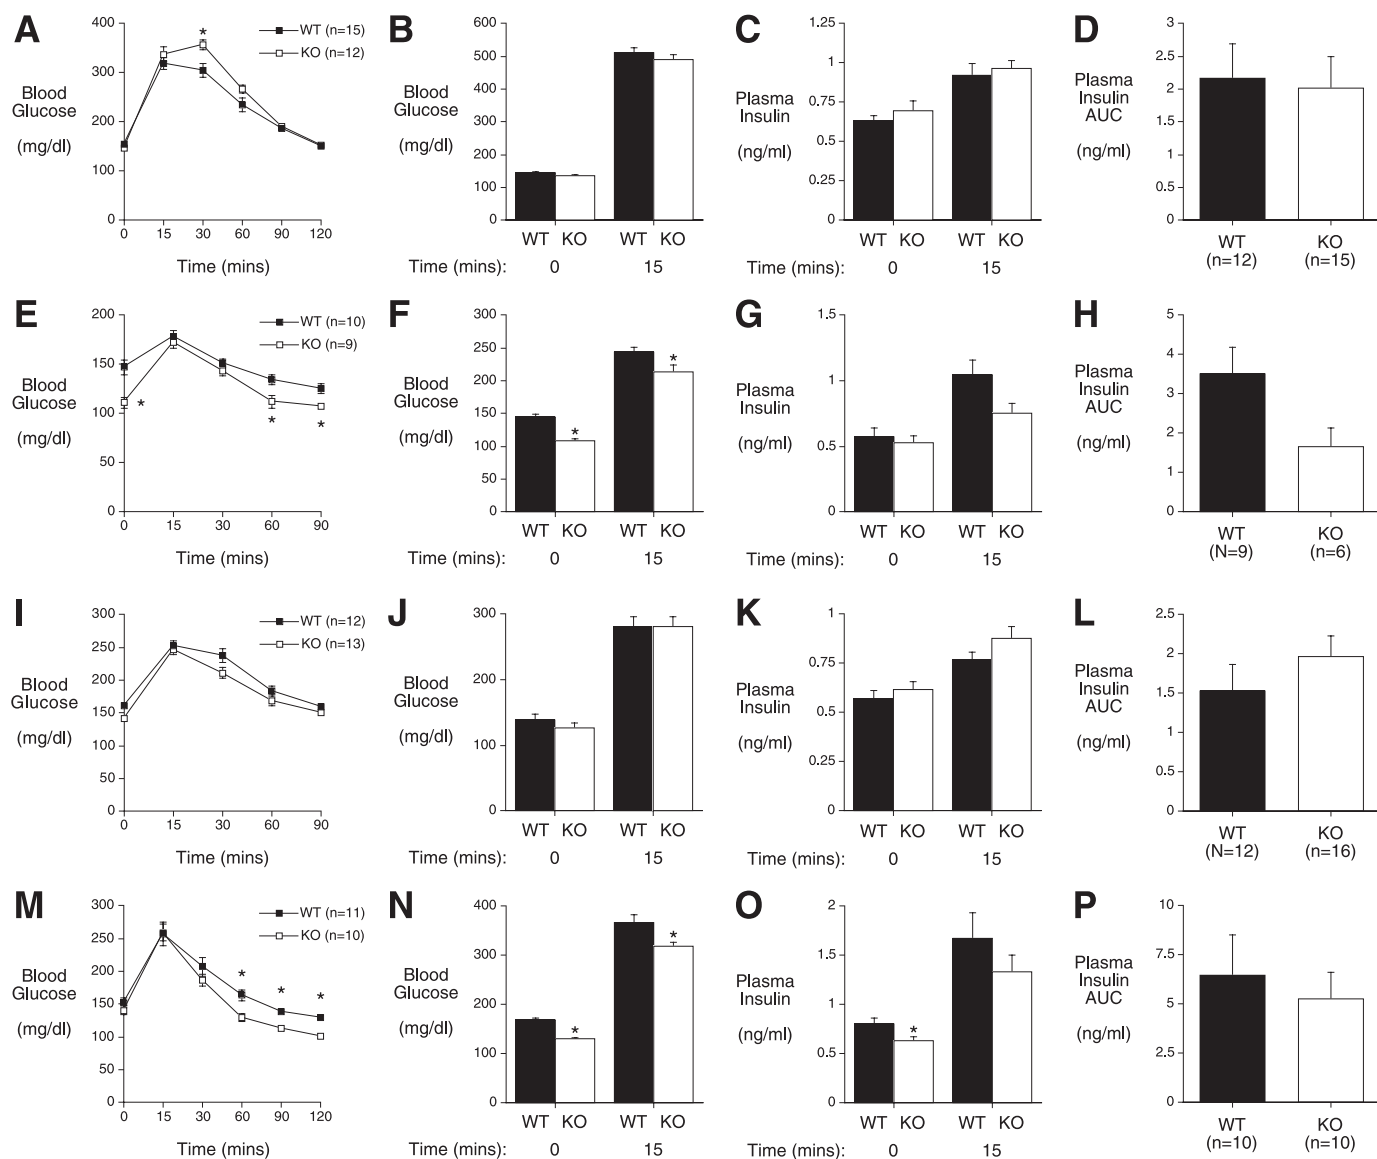 A
Blood
Glucose
(mg/dl)
400
300
200
100
0
0 15 30 60 90 120
Time (mins)
WT (n=15)
KO (n=12)
*
B
Blood
Glucose
(mg/dl)
600
500
400
300
200
100
0
WT KO WT KO
Time (mins): 0 15
C
Plasma
Insulin
(ng/ml)
1.25
1
0.75
0.5
0.25
0
WT KO WT KO
Time (mins): 0 15
D
Plasma
Insulin
AUC
(ng/ml)
3
2.5
2
1.5
1
0.5
0
WT KO
(n=12) (n=15)
E
Blood
Glucose
(mg/dl)
200
150
100
50
0
0 15 30 60 90
Time (mins)
WT (n=10)
KO (n=9)
* * *
F
Blood
Glucose
(mg/dl)
300
250
200
150
100
50
0
* *
WT KO WT KO
Time (mins): 0 15
G
Plasma
Insulin
(ng/ml)
1.5
1
0.5
0
WT KO WT KO
Time (mins): 0 15
H
Plasma
Insulin
AUC
(ng/ml)
5
4
3
2
1
0
WT KO
(N=9) (n=6)
I
Blood
Glucose
(mg/dl)
300
250
200
150
100
50
0
0 15 30 60 90
Time (mins)
WT (n=12)
KO (n=13)
J
Blood
Glucose
(mg/dl)
300
200
100
0
WT KO WT KO
Time (mins): 0 15
K
Plasma
Insulin
(ng/ml)
1
0.75
0.5
0.25
0
WT KO WT KO
Time (mins): 0 15
L
Plasma
Insulin
AUC
(ng/ml)
2.5
2
1.5
1
0.5
0
WT KO
(N=12) (n=16)
M
Blood
Glucose
(mg/dl)
300
250
200
150
100
50
0
0 15 30 60 90 120
Time (mins)
WT (n=11)
KO (n=10)
* * *
N
Blood
Glucose
(mg/dl)
400
300
200
100
0
* *
WT KO WT KO
Time (mins): 0 15
O
Plasma
Insulin
(ng/ml)
2
1.5
1
0.5
0
*
WT KO WT KO
Time (mins): 0 15
P
Plasma
Insulin
AUC
(ng/ml)
10
7.5
5
2.5
0
WT KO
(n=10) (n=10)